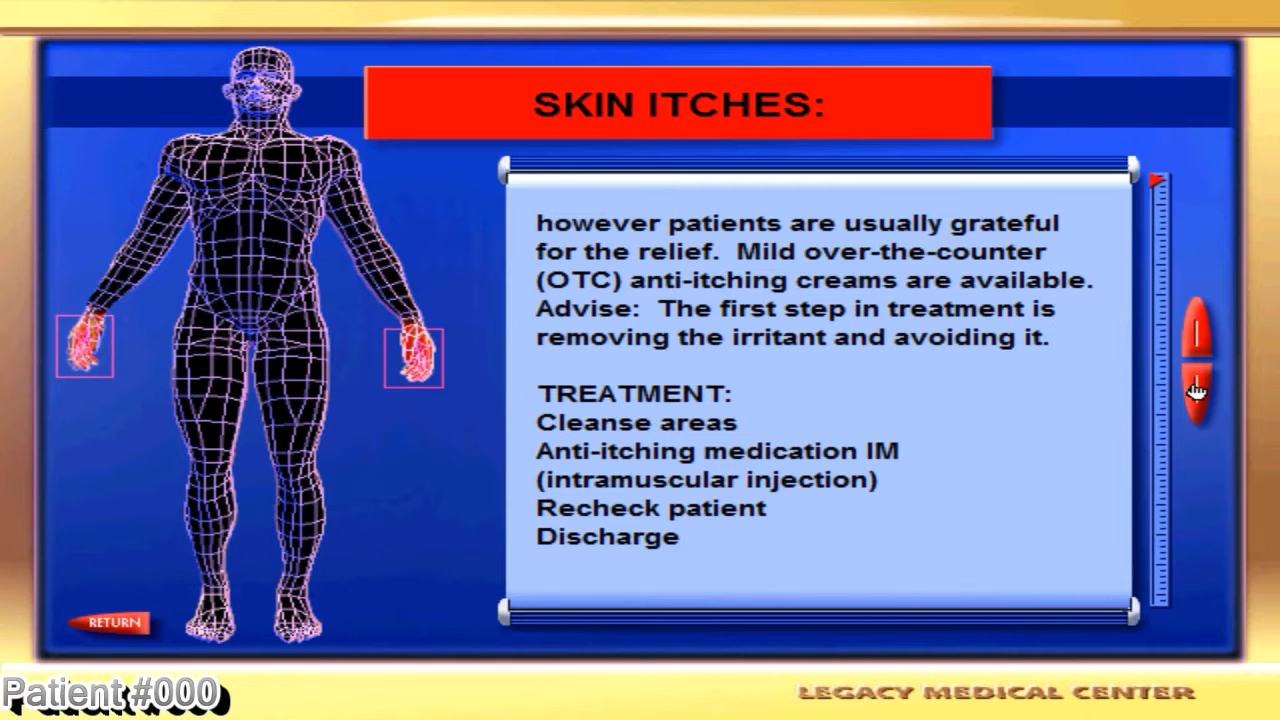 SKIN ITCHES:
however patients are usually grateful
for the relief. Mild over-the-counter
(OTC) anti-itching creams are available.
Advise: The first step in treatment is
removing the irritant and avoiding it.
TREATMENT:
Cleanse areas
Anti-itching medication IM
(intramuscular injection)
Recheck patient
Discharge
RETURN
Patient #000
LEGACY MEDICAL CENTER